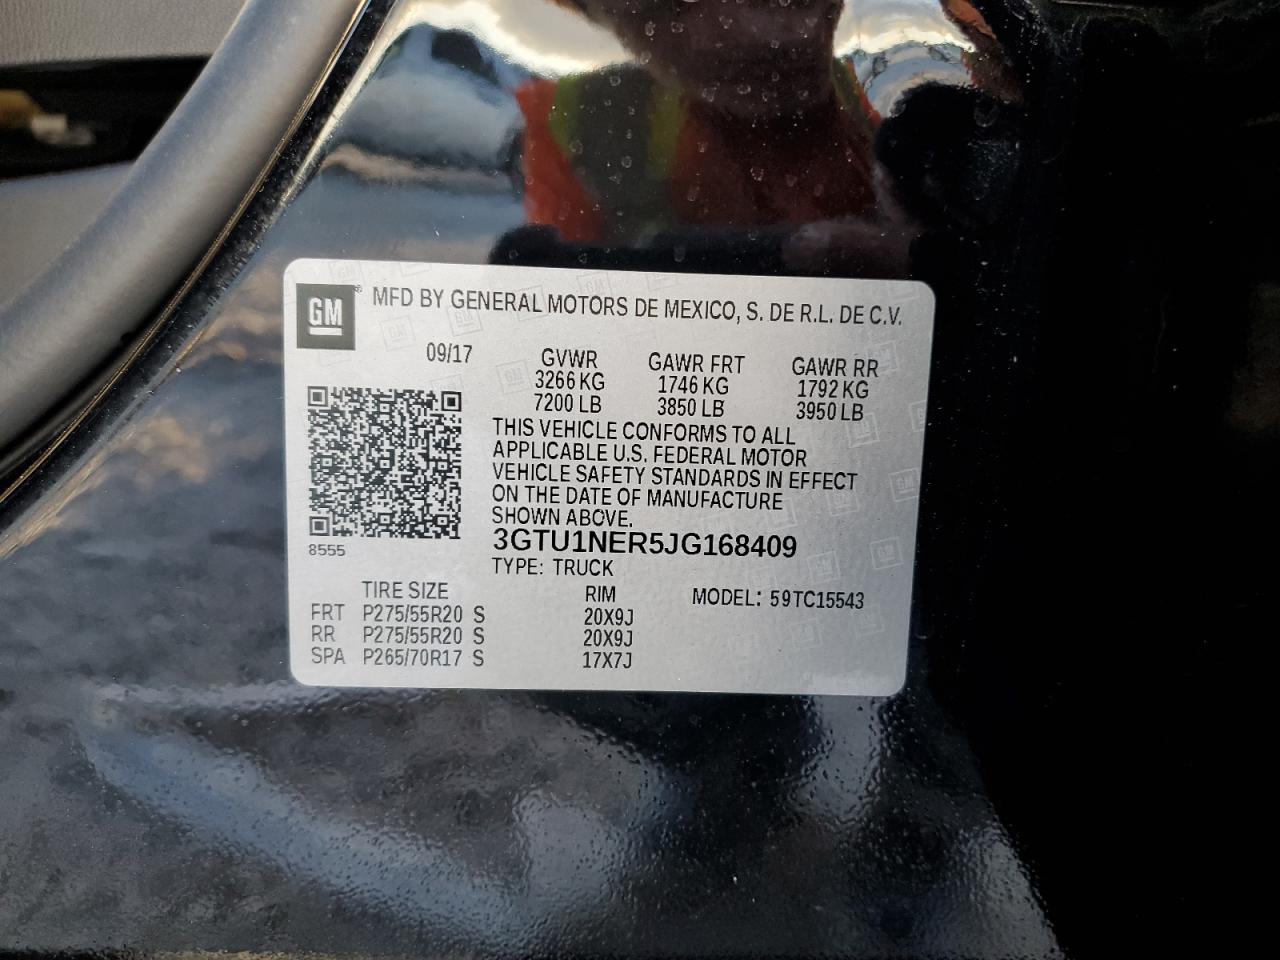 GM® MFD BY GENERAL MOTORS DE MEXICO, S. DE R.L. DE C.V.
09/17 GVWR GAWR FRT GAWR RR
3266 KG 1746 KG 1792 KG
7200 LB 3850 LB 3950 LB
THIS VEHICLE CONFORMS TO ALL
APPLICABLE U.S. FEDERAL MOTOR
VEHICLE SAFETY STANDARDS IN EFFECT
ON THE DATE OF MANUFACTURE
SHOWN ABOVE.
3GTU1NER5JG168409
8555
TYPE: TRUCK
TIRE SIZE RIM MODEL: 59TC15543
FRT P275/55R20 S 20X9J
RR P275/55R20 S 20X9J
SPA P265/70R17 S 17X7J